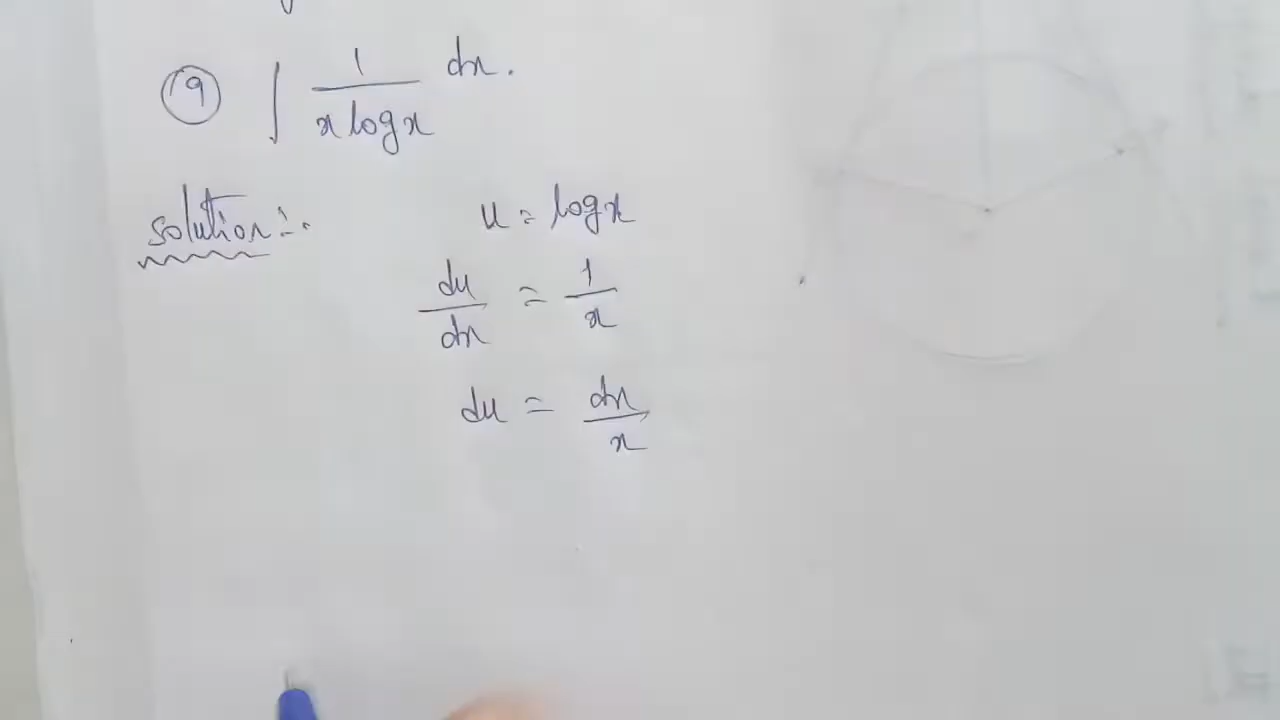 (9) ∫ 1/(x log x) dx.
solution:-
u = log x
du/dx = 1/x
du = dx/x